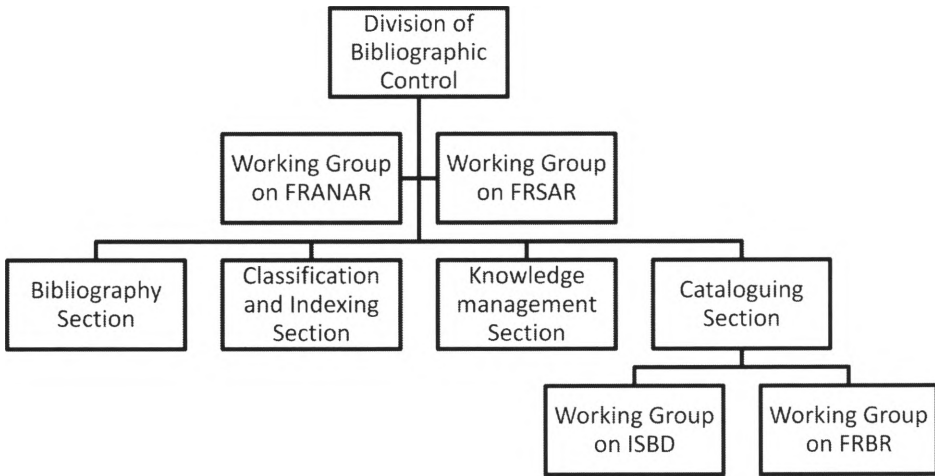 Division of
Bibliographic
Control
Working Group
on FRANAR
Working Group
on FRSAR
Bibliography
Section
Classification
and Indexing
Section
Knowledge
management
Section
Cataloguing
Section
Working Group
on ISBD
Working Group
on FRBR